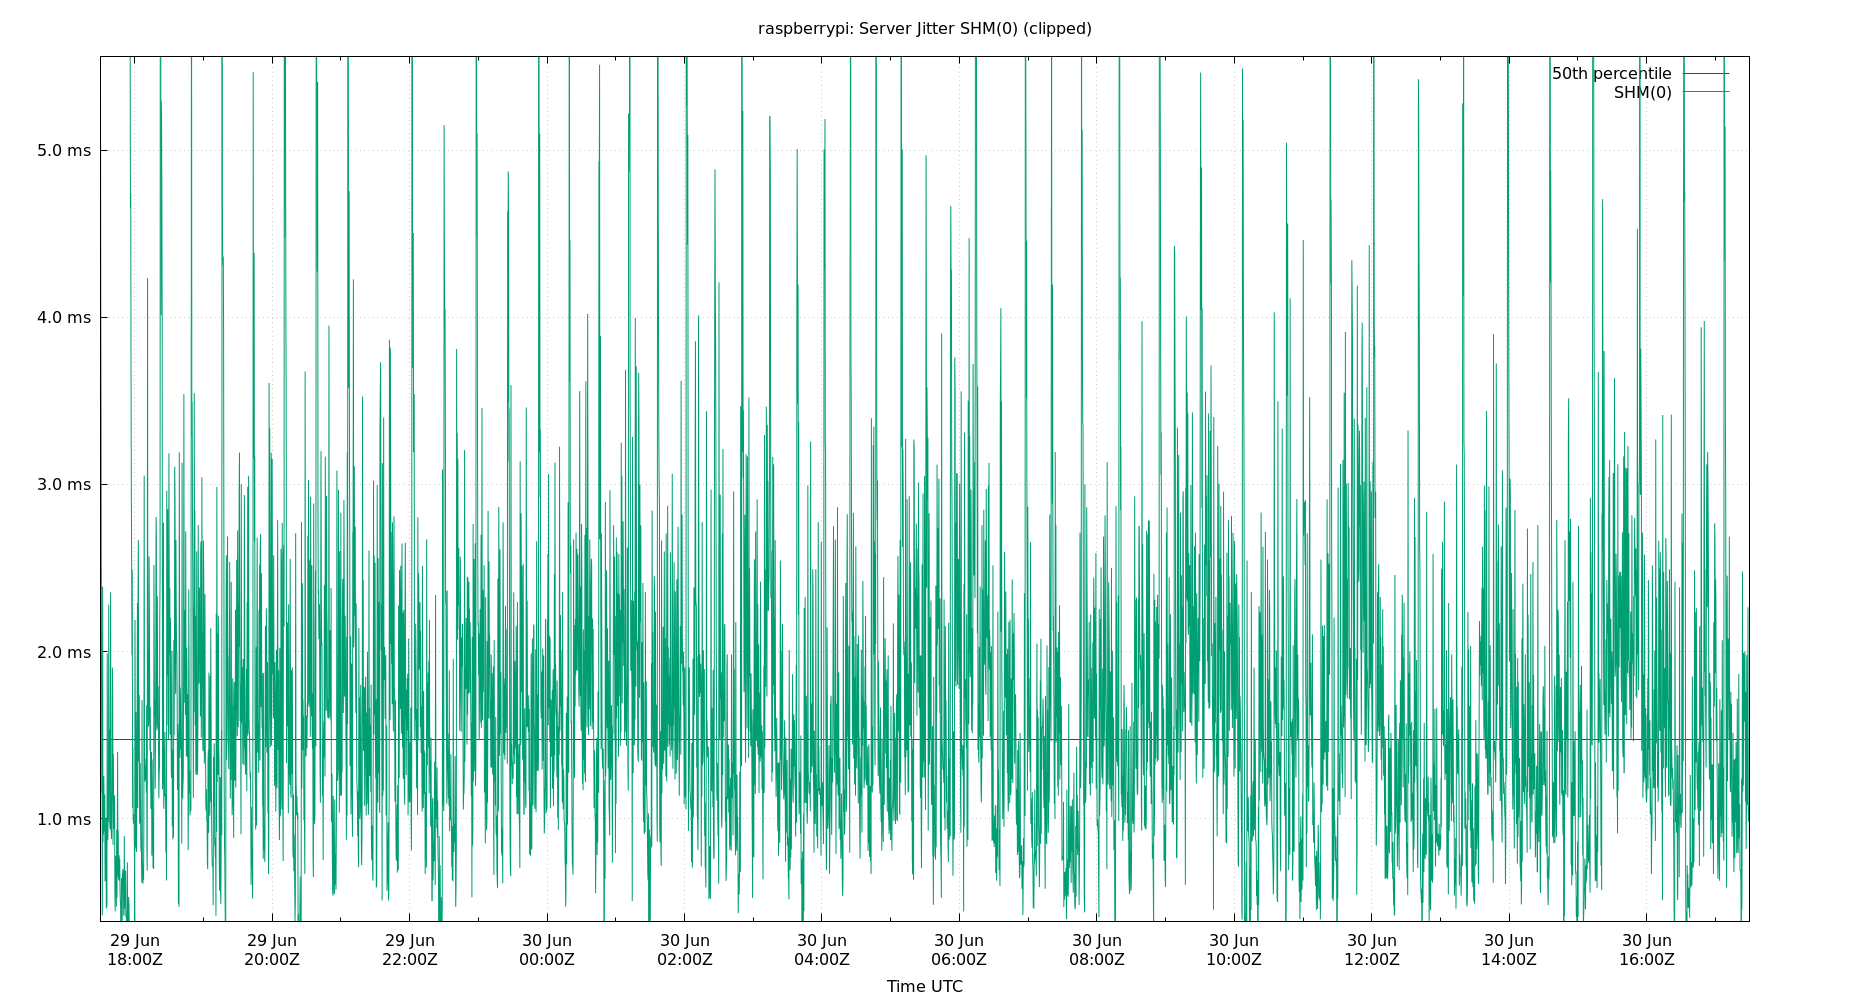 raspberrypi: Server Jitter SHM(0) (clipped)
50th percentile
SHM(0)
5.0 ms
4.0 ms
3.0 ms
2.0 ms
1.0 ms
29 Jun 29 Jun 29 Jun 30 Jun 30 Jun 30 Jun 30 Jun 30 Jun 30 Jun 30 Jun 30 Jun 30 Jun
18:00Z 20:00Z 22:00Z 00:00Z 02:00Z 04:00Z 06:00Z 08:00Z 10:00Z 12:00Z 14:00Z 16:00Z
Time UTC